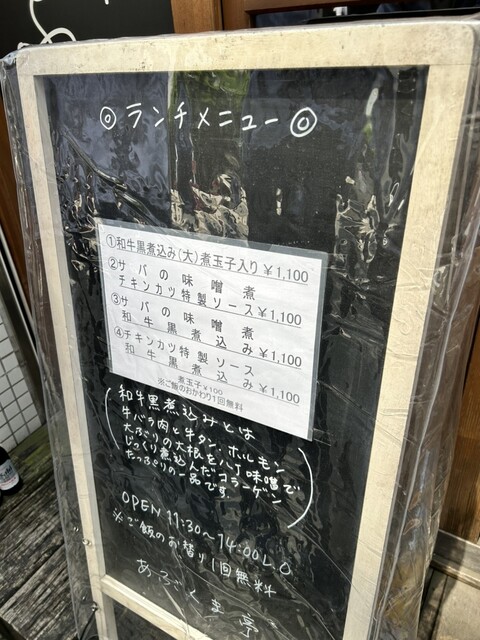 ◎ランチメニュー◎
①和牛黒煮込み(大)煮玉子入り ¥1,100
②サバの味噌煮
チキンカツ特製ソース ¥1,100
③サバの味噌煮
和牛黒煮込み ¥1,100
④チキンカツ特製ソース
和牛黒煮込み ¥1,100
煮玉子¥100
※ご飯のおかわり1回無料
(和牛黒煮込みとは
牛バラ肉と牛タン、ホルモン
大ぶりの大根を八丁味噌で
じっくり煮込んだコラーゲン
たっぷりの一品です。)
OPEN 11:30〜14:00 L.O
※ご飯のお替り1回無料